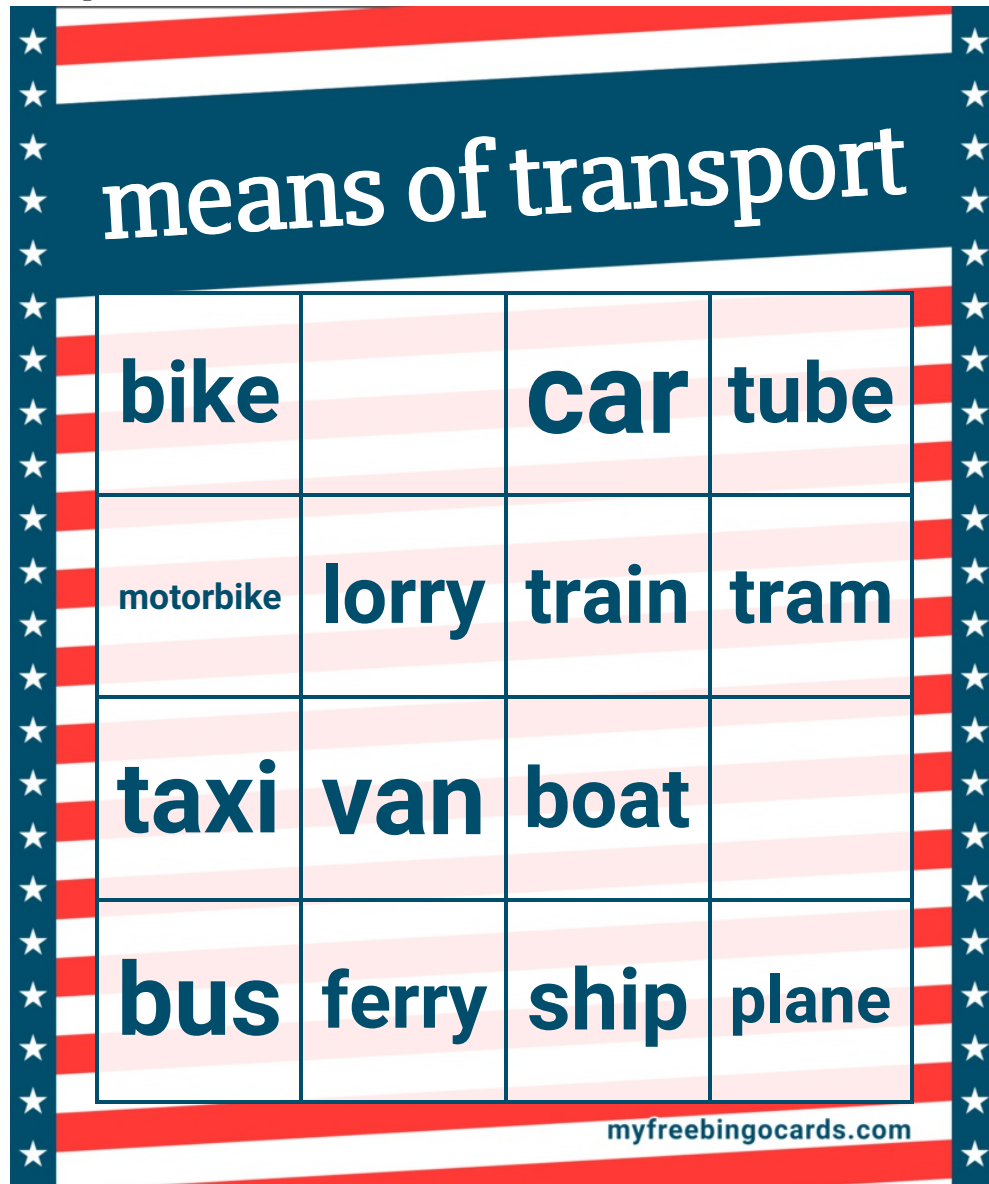 means of transport
bike car tube
motorbike lorry train tram
taxi van boat
bus ferry ship plane
myfreebingocards.com